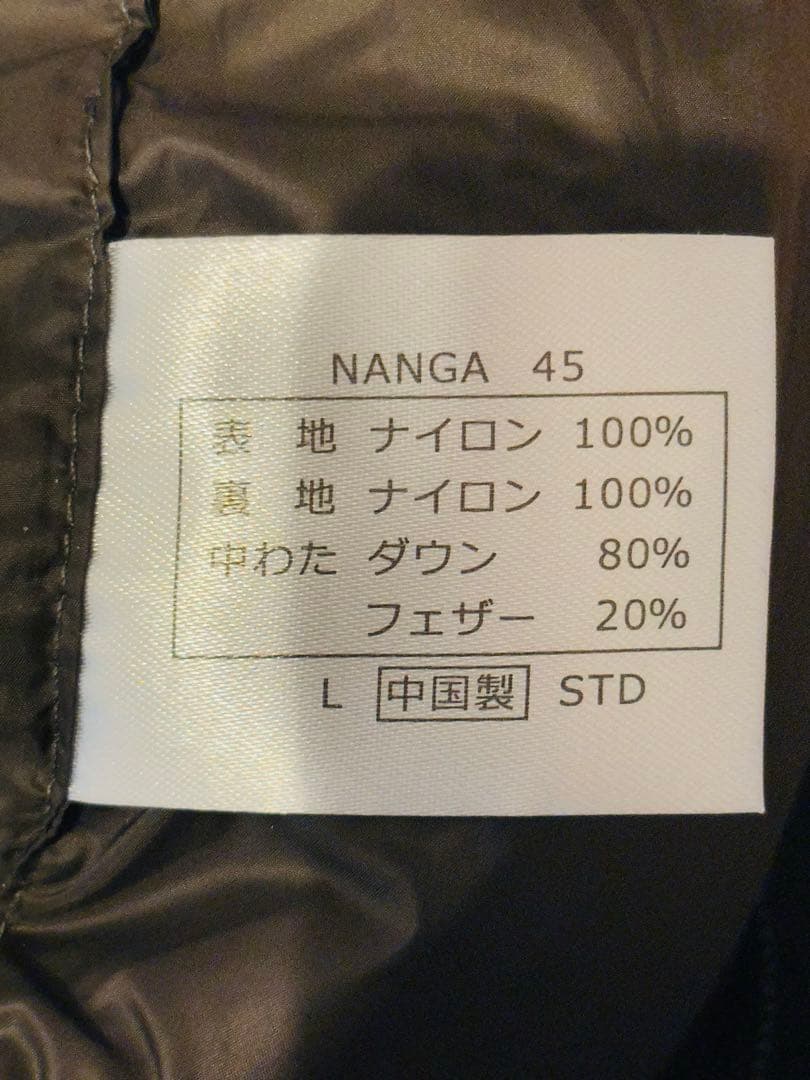 NANGA 45
表 地 ナイロン 100%
裏 地 ナイロン 100%
中わた ダウン 80%
フェザー 20%
L 中国製 STD